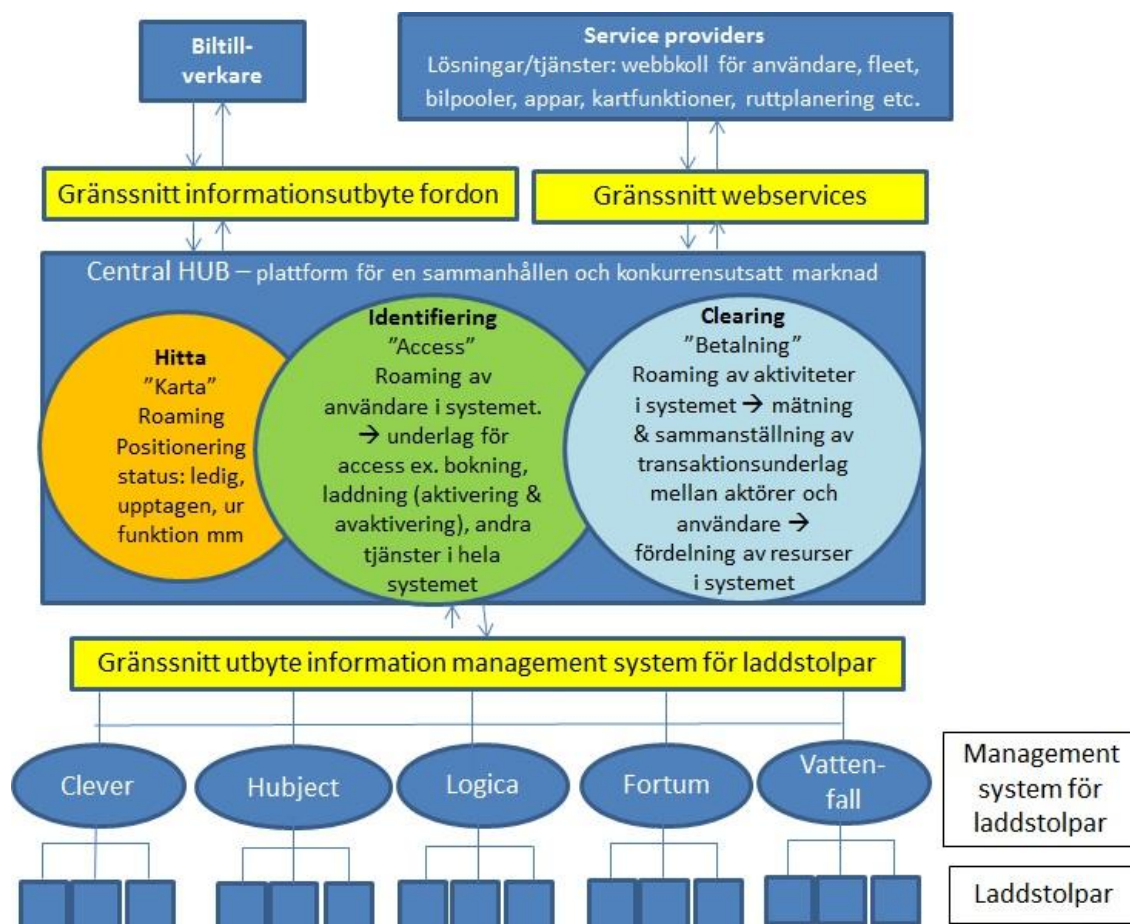 Biltill-
verkare
Service providers
Lösningar/tjänster: webbkoll för användare, fleet,
bilpooler, appar, kartfunktioner, ruttplanering etc.
Gränssnitt informationsutbyte fordon
Gränssnitt webservices
Central HUB – plattform för en sammanhållen och konkurrensutsatt marknad
Hitta
”Karta”
Roaming
Positionering
status: ledig,
upptagen, ur
funktion mm
Identifiering
”Access”
Roaming av
användare i systemet.
→ underlag för
access ex. bokning,
laddning (aktivering &
avaktivering), andra
tjänster i hela
systemet
Clearing
”Betalning”
Roaming av aktiviteter
i systemet → mätning
& sammanställning av
transaktionsunderlag
mellan aktörer och
användare →
fördelning av resurser
i systemet
Gränssnitt utbyte information management system för laddstolpar
Clever
Hubject
Logica
Fortum
Vatten-
fall
Management
system för
laddstolpar
Laddstolpar